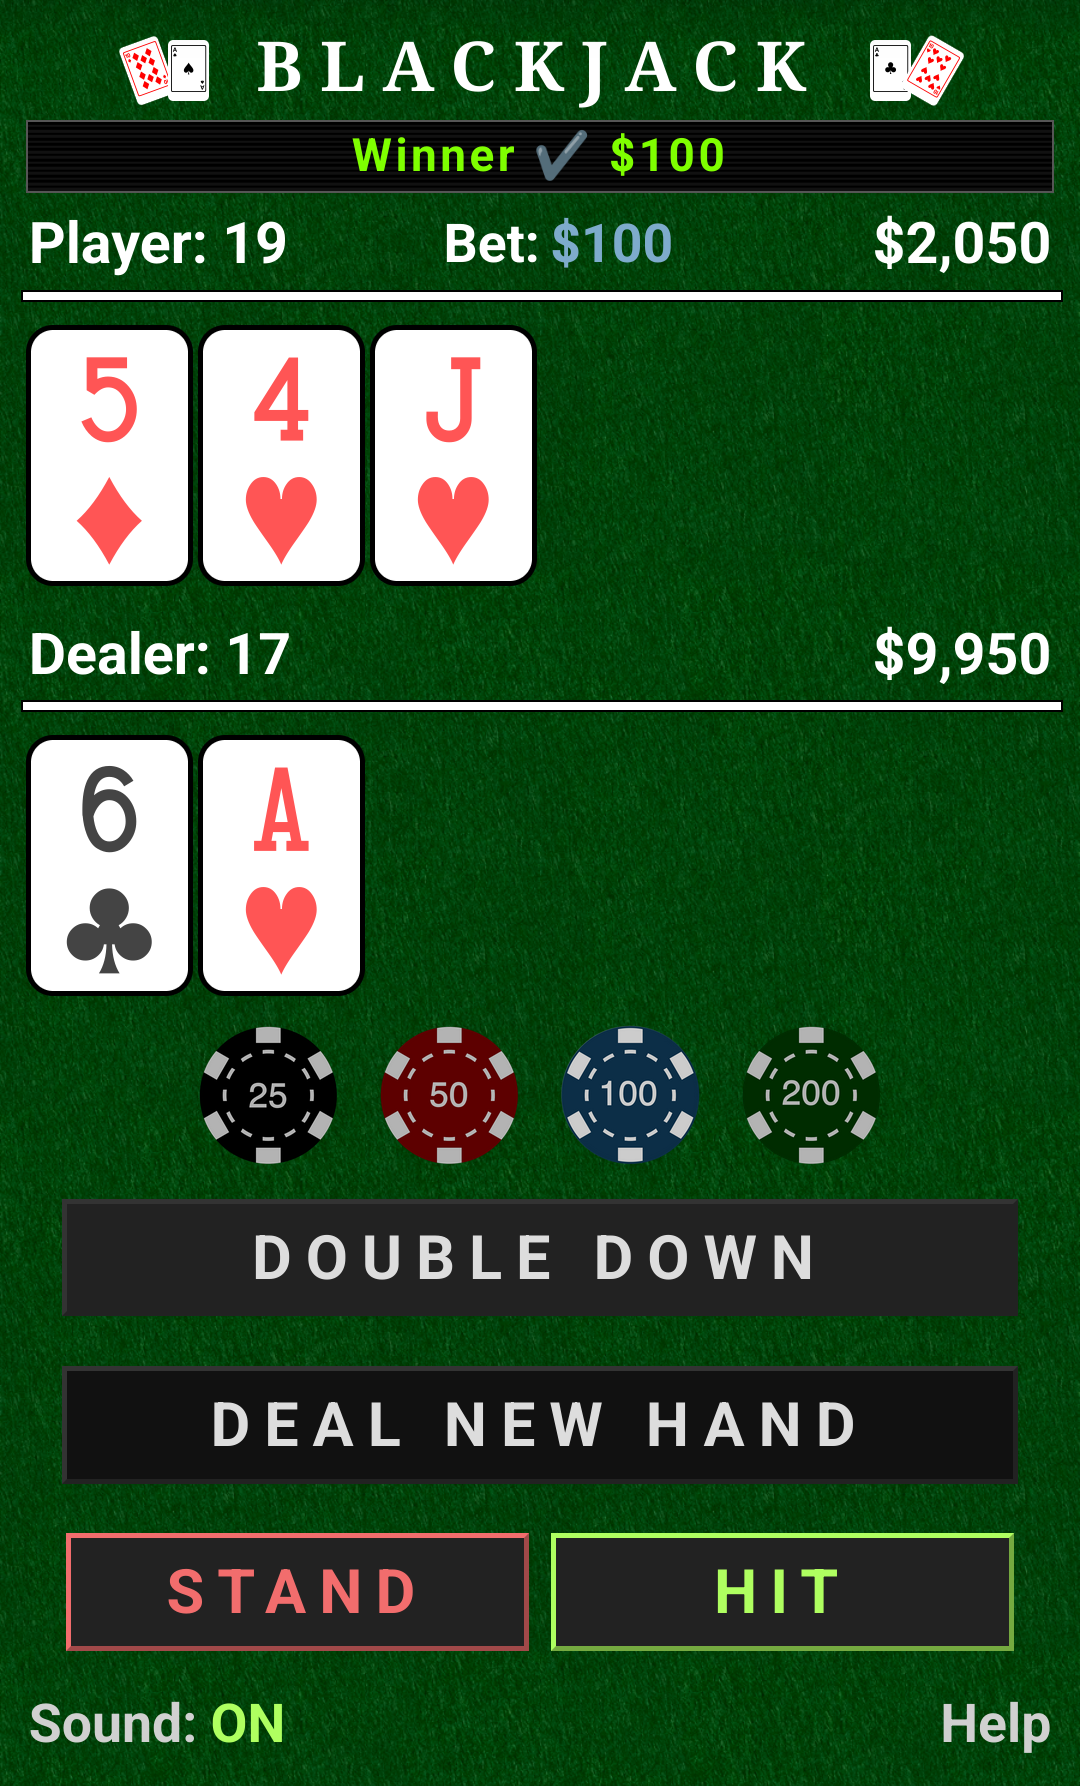 BLACKJACK
Winner ✔ $100
Player: 19 Bet: $100 $2,050
5 4 J
Dealer: 17 $9,950
6 A
25 50 100 200
DOUBLE DOWN
DEAL NEW HAND
STAND HIT
Sound: ON Help